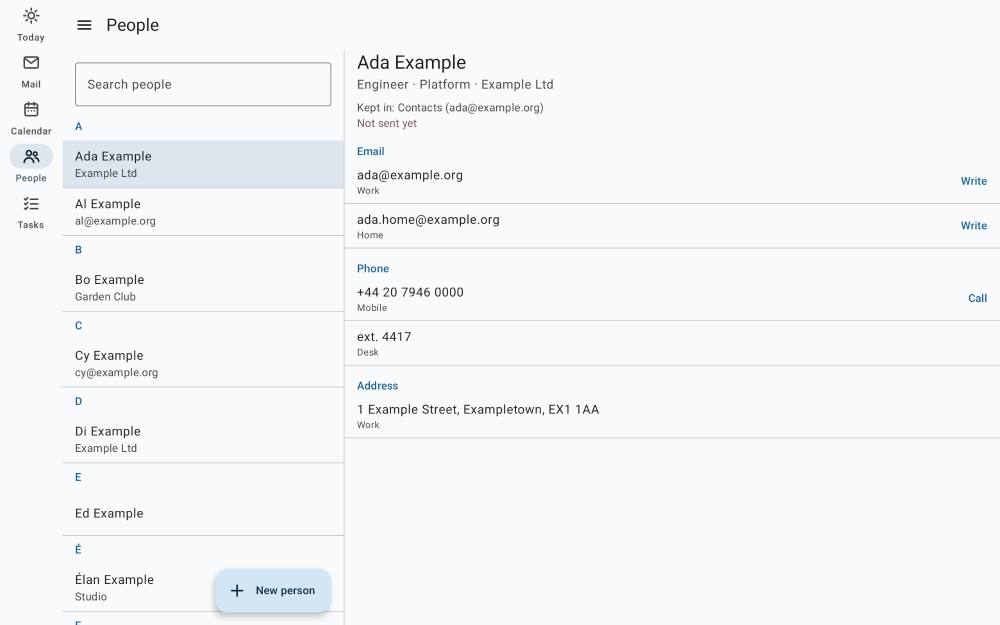 Today
Mail
Calendar
People
Tasks
People
Search people
A
Ada Example
Example Ltd
Al Example
al@example.org
B
Bo Example
Garden Club
C
Cy Example
cy@example.org
D
Di Example
Example Ltd
E
Ed Example
É
Élan Example
Studio
New person
Ada Example
Engineer · Platform · Example Ltd
Kept in: Contacts (ada@example.org)
Not sent yet
Email
ada@example.org
Work
Write
ada.home@example.org
Home
Write
Phone
+44 20 7946 0000
Mobile
Call
ext. 4417
Desk
Address
1 Example Street, Exampletown, EX1 1AA
Work